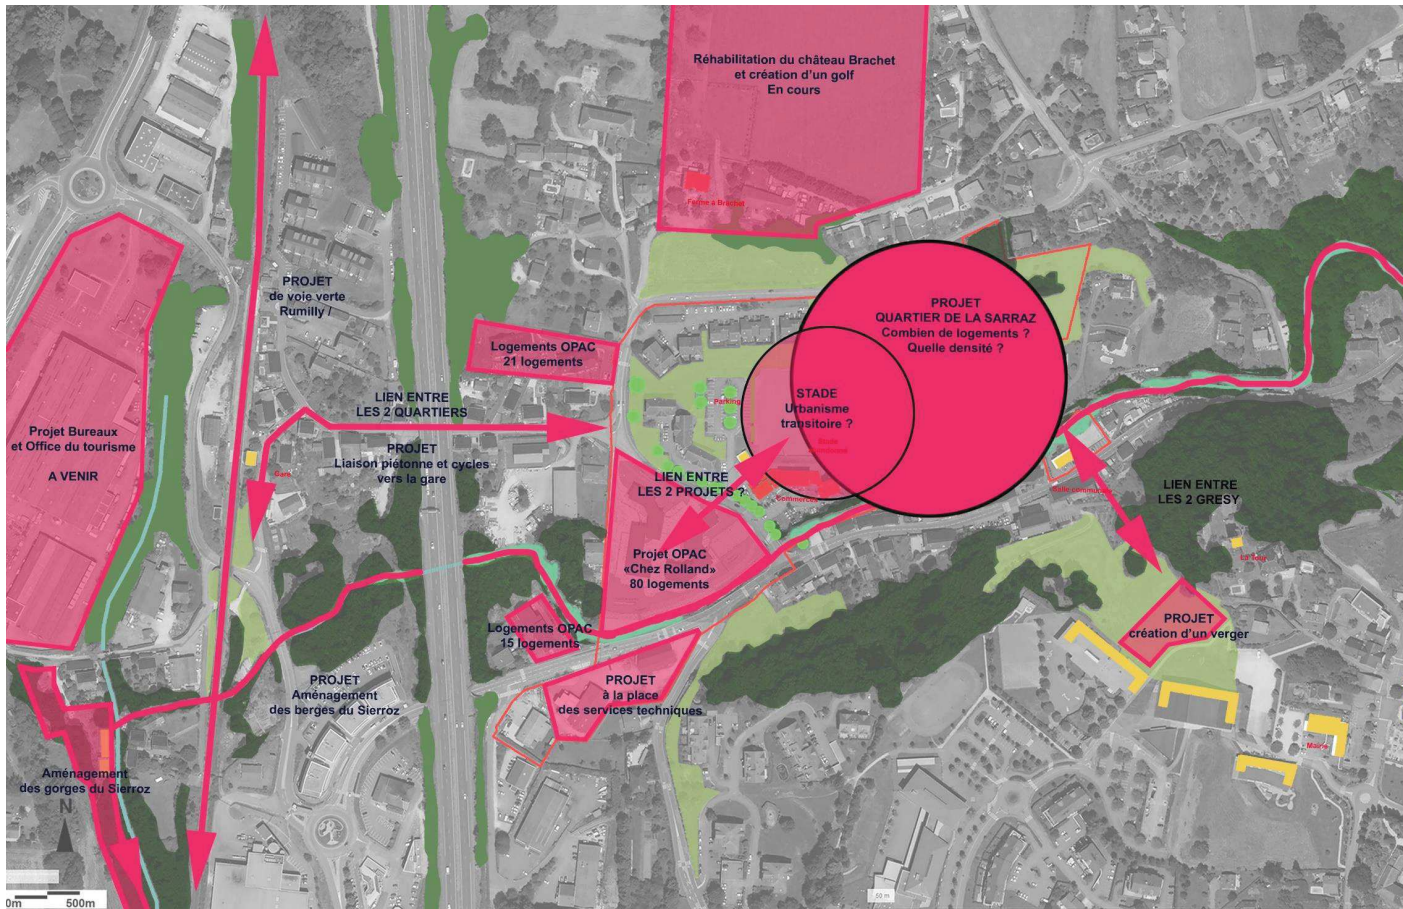 Réhabilitation du château Brachet
et création d'un golf
En cours
Ferme à Brachet
PROJET
de voie verte
Rumilly /
PROJET
QUARTIER DE LA SARRAZ
Combien de logements ?
Quelle densité ?
Logements OPAC
21 logements
LIEN ENTRE
LES 2 QUARTIERS
Parking
STADE
Urbanisme
transitoire ?
Stade
Projet Bureaux
et Office du tourisme
A VENIR
PROJET
Liaison piétonne et cycles
vers la gare
Gare
LIEN ENTRE
LES 2 PROJETS ?
Commerces
LIEN ENTRE
LES 2 GRESY
Salle communale
La Tour
Projet OPAC
«Chez Rolland»
80 logements
Logements OPAC
15 logements
PROJET
création d'un verger
PROJET
Aménagement
des berges du Sierroz
PROJET
à la place
des services techniques
Mairie
Aménagement
des gorges du Sierroz
N
0m
500m
50 m